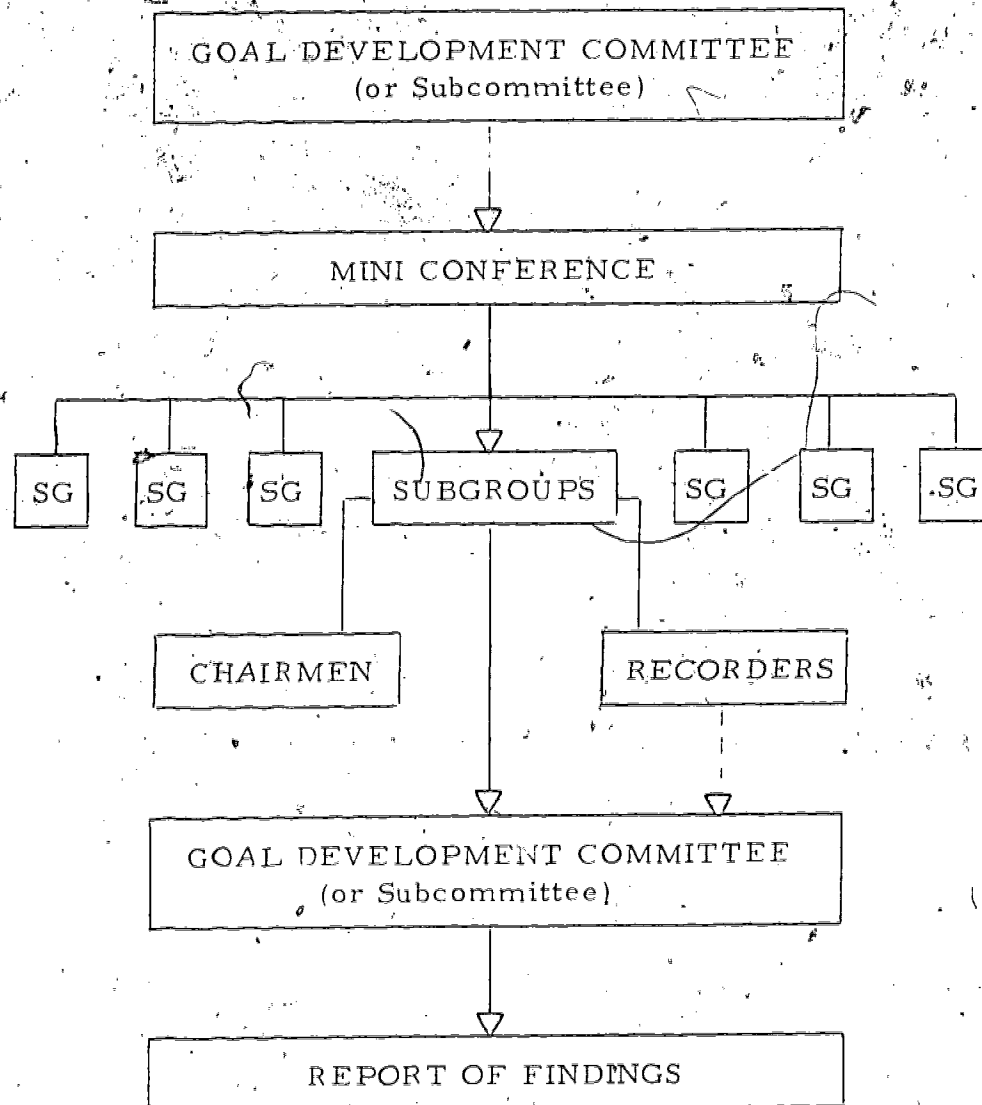 GOAL DEVELOPMENT COMMITTEE
(or Subcommittee)
MINI CONFERENCE
SG SG SG SUBGROUPS SG SG SG
CHAIRMEN RECORDERS
GOAL DEVELOPMENT COMMITTEE
(or Subcommittee)
REPORT OF FINDINGS